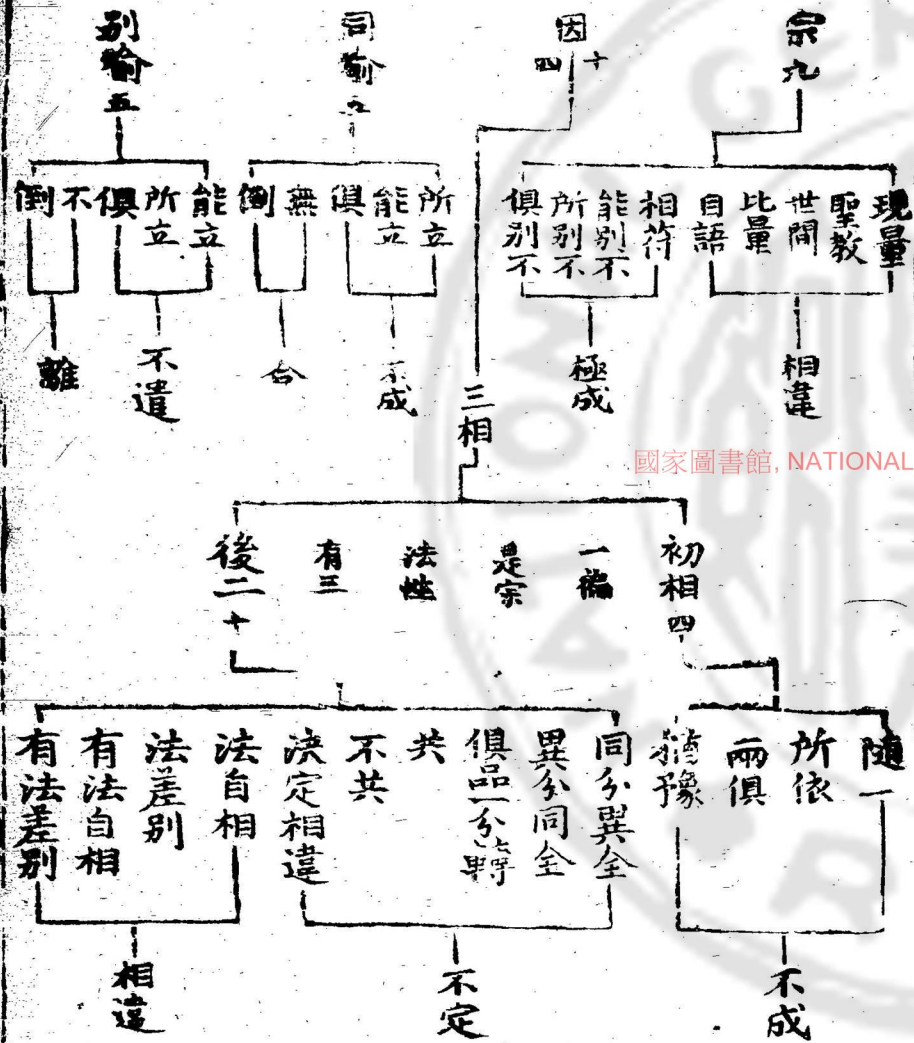 宗九
現量
聖教
世間
比量
自語
相違
相符
能別不
所別不
俱別不
極成
因十四
三相
初相四
一徧
是宗
法性
有三
後二十
隨一
所依
兩俱
猶豫
不成
同分異全
異分同全
俱品一分轉
共
不共
決定相違
不定
法自相
法差別
有法自相
有法差別
相違
同喻五
所立
能立
俱
不成
無
倒
合
別喻五
能立
所立
俱
不遣
不
倒
離
國家圖書館, NATIONAL